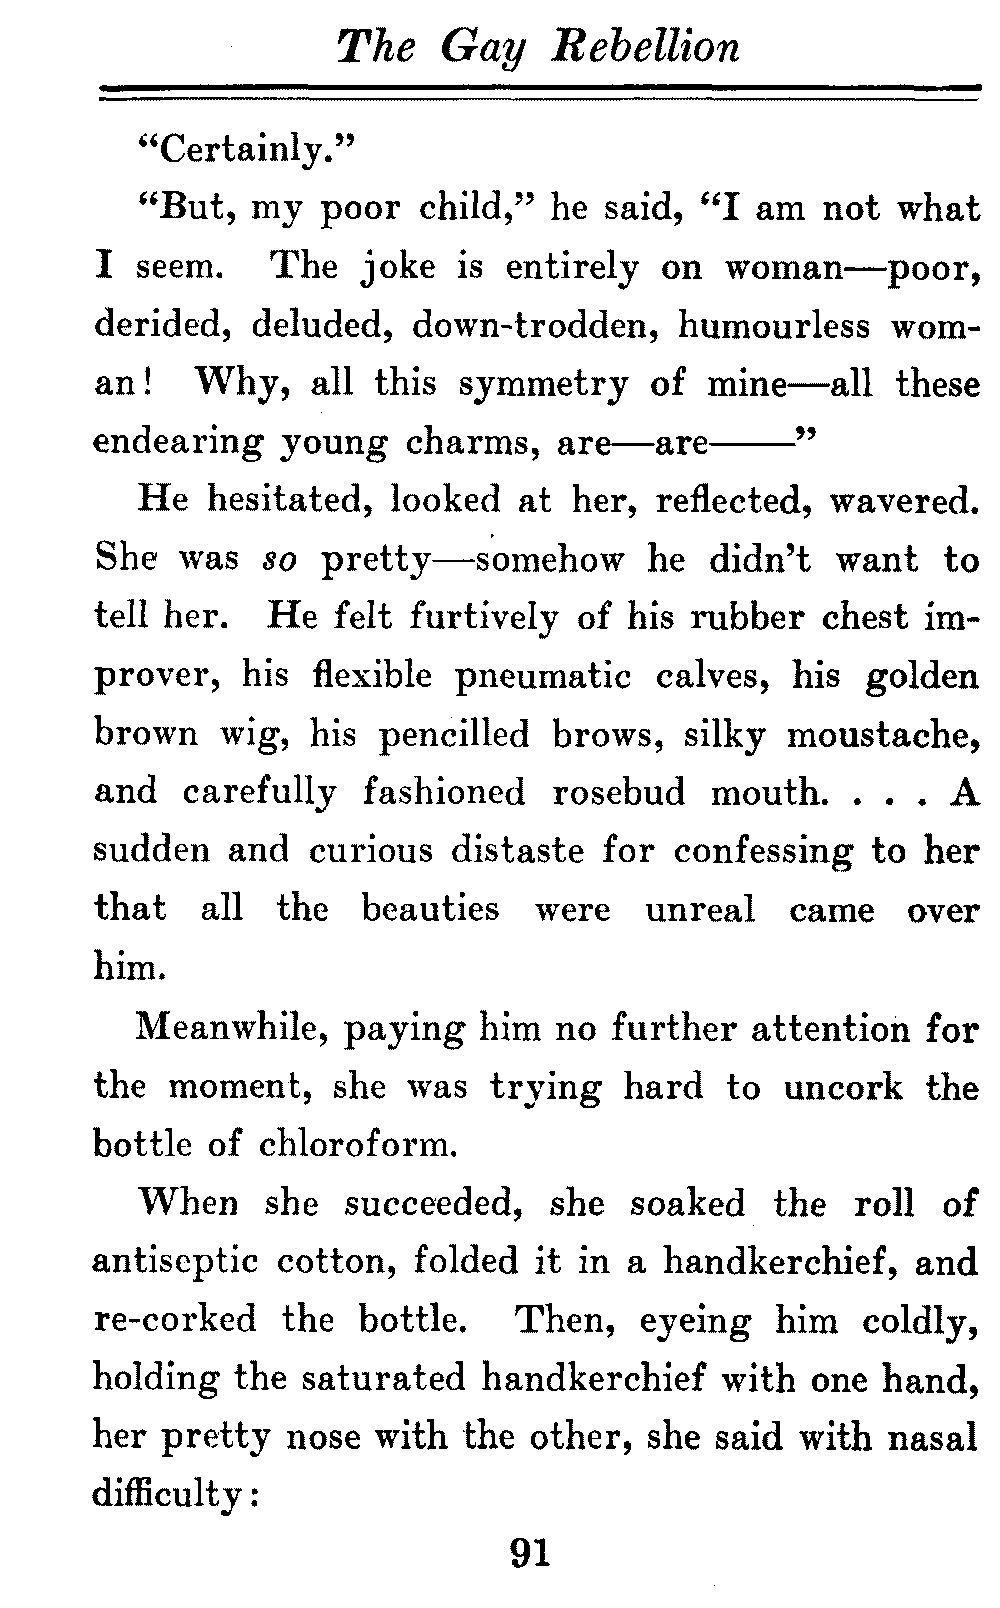 The Gay Rebellion
“Certainly.”
“But, my poor child,” he said, “I am not what
I seem. The joke is entirely on woman—poor,
derided, deluded, down-trodden, humourless wom-
an! Why, all this symmetry of mine—all these
endearing young charms, are—are——”
He hesitated, looked at her, reflected, wavered.
She was so pretty—somehow he didn’t want to
tell her. He felt furtively of his rubber chest im-
prover, his flexible pneumatic calves, his golden
brown wig, his pencilled brows, silky moustache,
and carefully fashioned rosebud mouth. . . . A
sudden and curious distaste for confessing to her
that all the beauties were unreal came over
him.
Meanwhile, paying him no further attention for
the moment, she was trying hard to uncork the
bottle of chloroform.
When she succeeded, she soaked the roll of
antiseptic cotton, folded it in a handkerchief, and
re-corked the bottle. Then, eyeing him coldly,
holding the saturated handkerchief with one hand,
her pretty nose with the other, she said with nasal
difficulty:
91